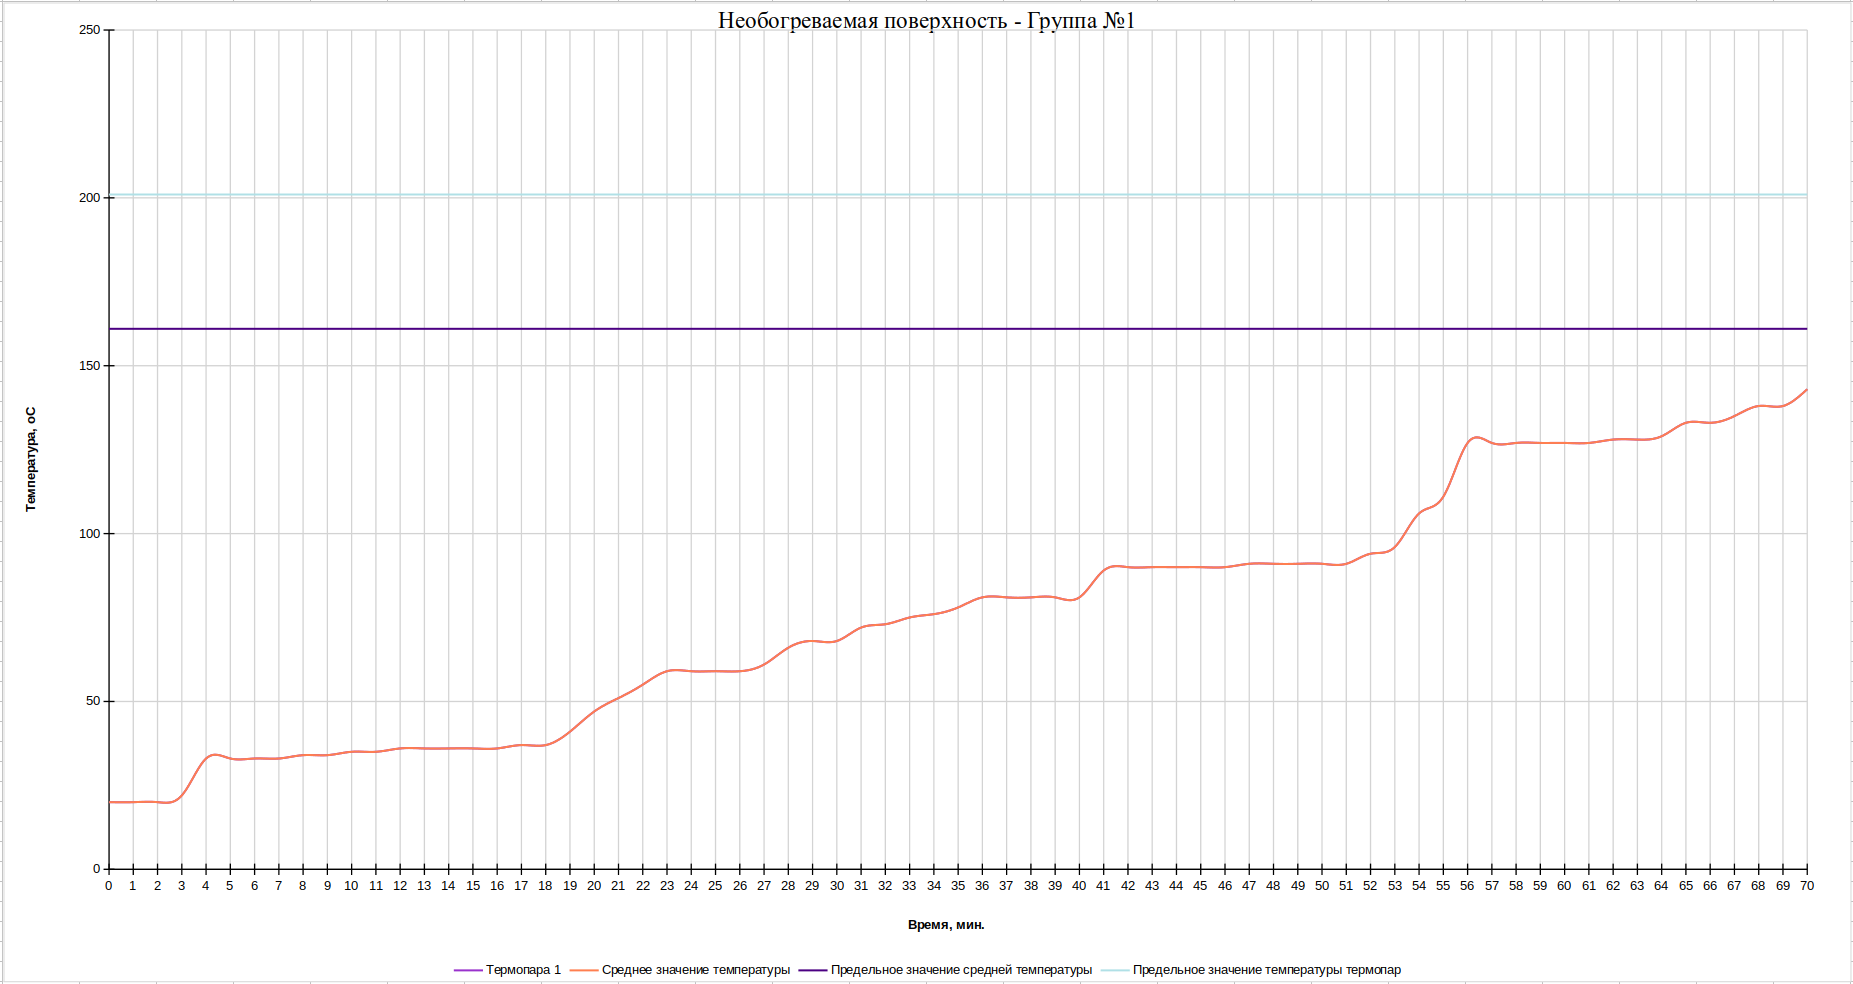 Необогреваемая поверхность - Группа №1
250
200
150
100
50
0
Температура, оС
0 1 2 3 4 5 6 7 8 9 10 11 12 13 14 15 16 17 18 19 20 21 22 23 24 25 26 27 28 29 30 31 32 33 34 35 36 37 38 39 40 41 42 43 44 45 46 47 48 49 50 51 52 53 54 55 56 57 58 59 60 61 62 63 64 65 66 67 68 69 70
Время, мин.
Термопара 1 Среднее значение температуры Предельное значение средней температуры Предельное значение температуры термопар